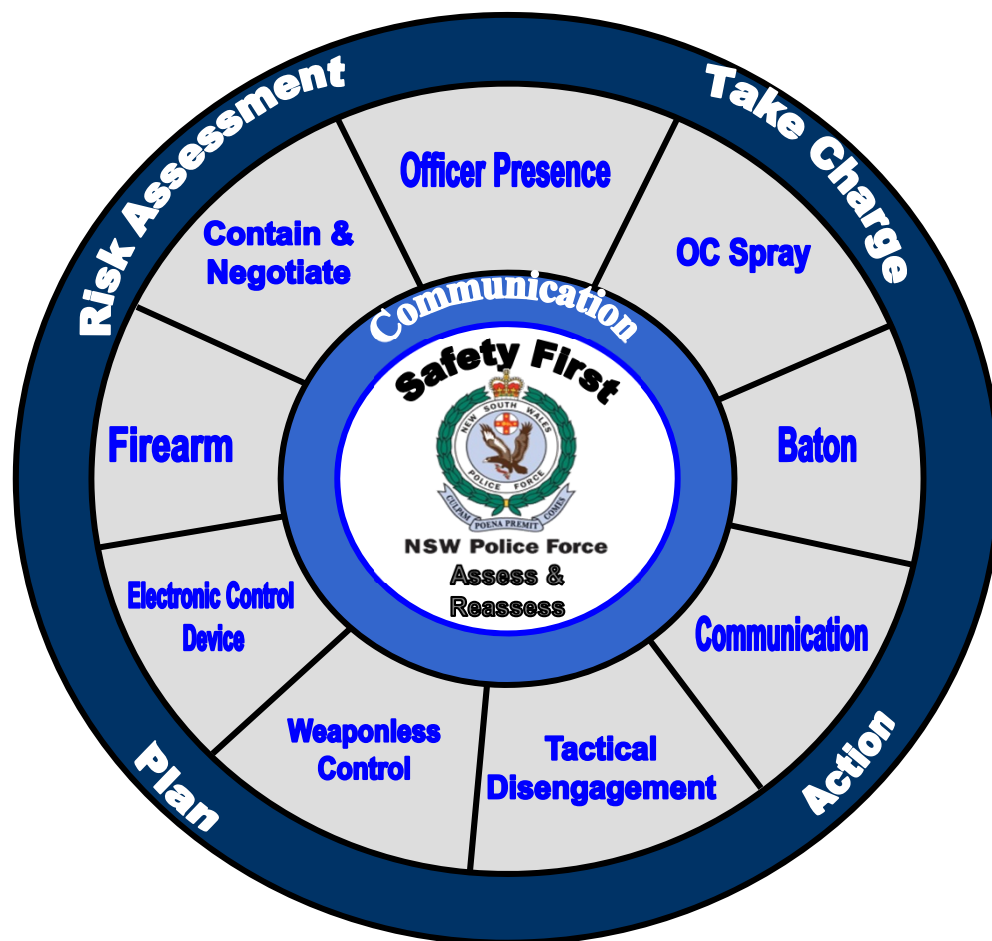 Risk Assessment
Take Charge
Officer Presence
Contain &
Negotiate
OC Spray
Communication
Safety First
NEW SOUTH WALES
POLICE FORCE
CULPAM POENA PREMIT COMES
NSW Police Force
Assess &
Reassess
Firearm
Baton
Electronic Control
Device
Communication
Weaponless
Control
Tactical
Disengagement
Plan
Action